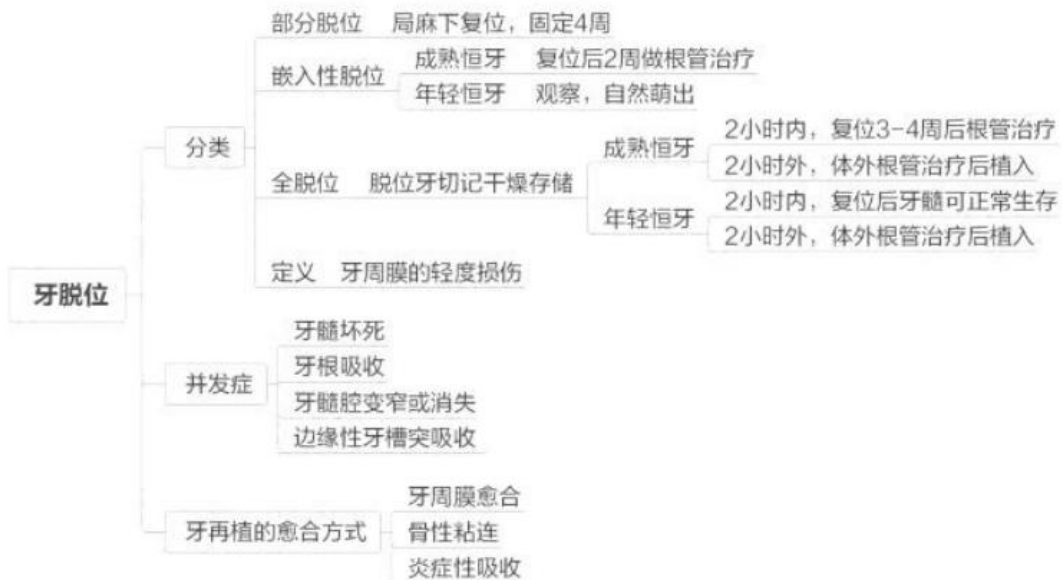 牙脱位
分类
部分脱位 局麻下复位，固定4周
嵌入性脱位
成熟恒牙 复位后2周做根管治疗
年轻恒牙 观察，自然萌出
全脱位 脱位牙切记干燥存储
成熟恒牙
2小时内，复位3-4周后根管治疗
2小时外，体外根管治疗后植入
年轻恒牙
2小时内，复位后牙髓可正常生存
2小时外，体外根管治疗后植入
定义 牙周膜的轻度损伤
并发症
牙髓坏死
牙根吸收
牙髓腔变窄或消失
边缘性牙槽突吸收
牙再植的愈合方式
牙周膜愈合
骨性粘连
炎症性吸收